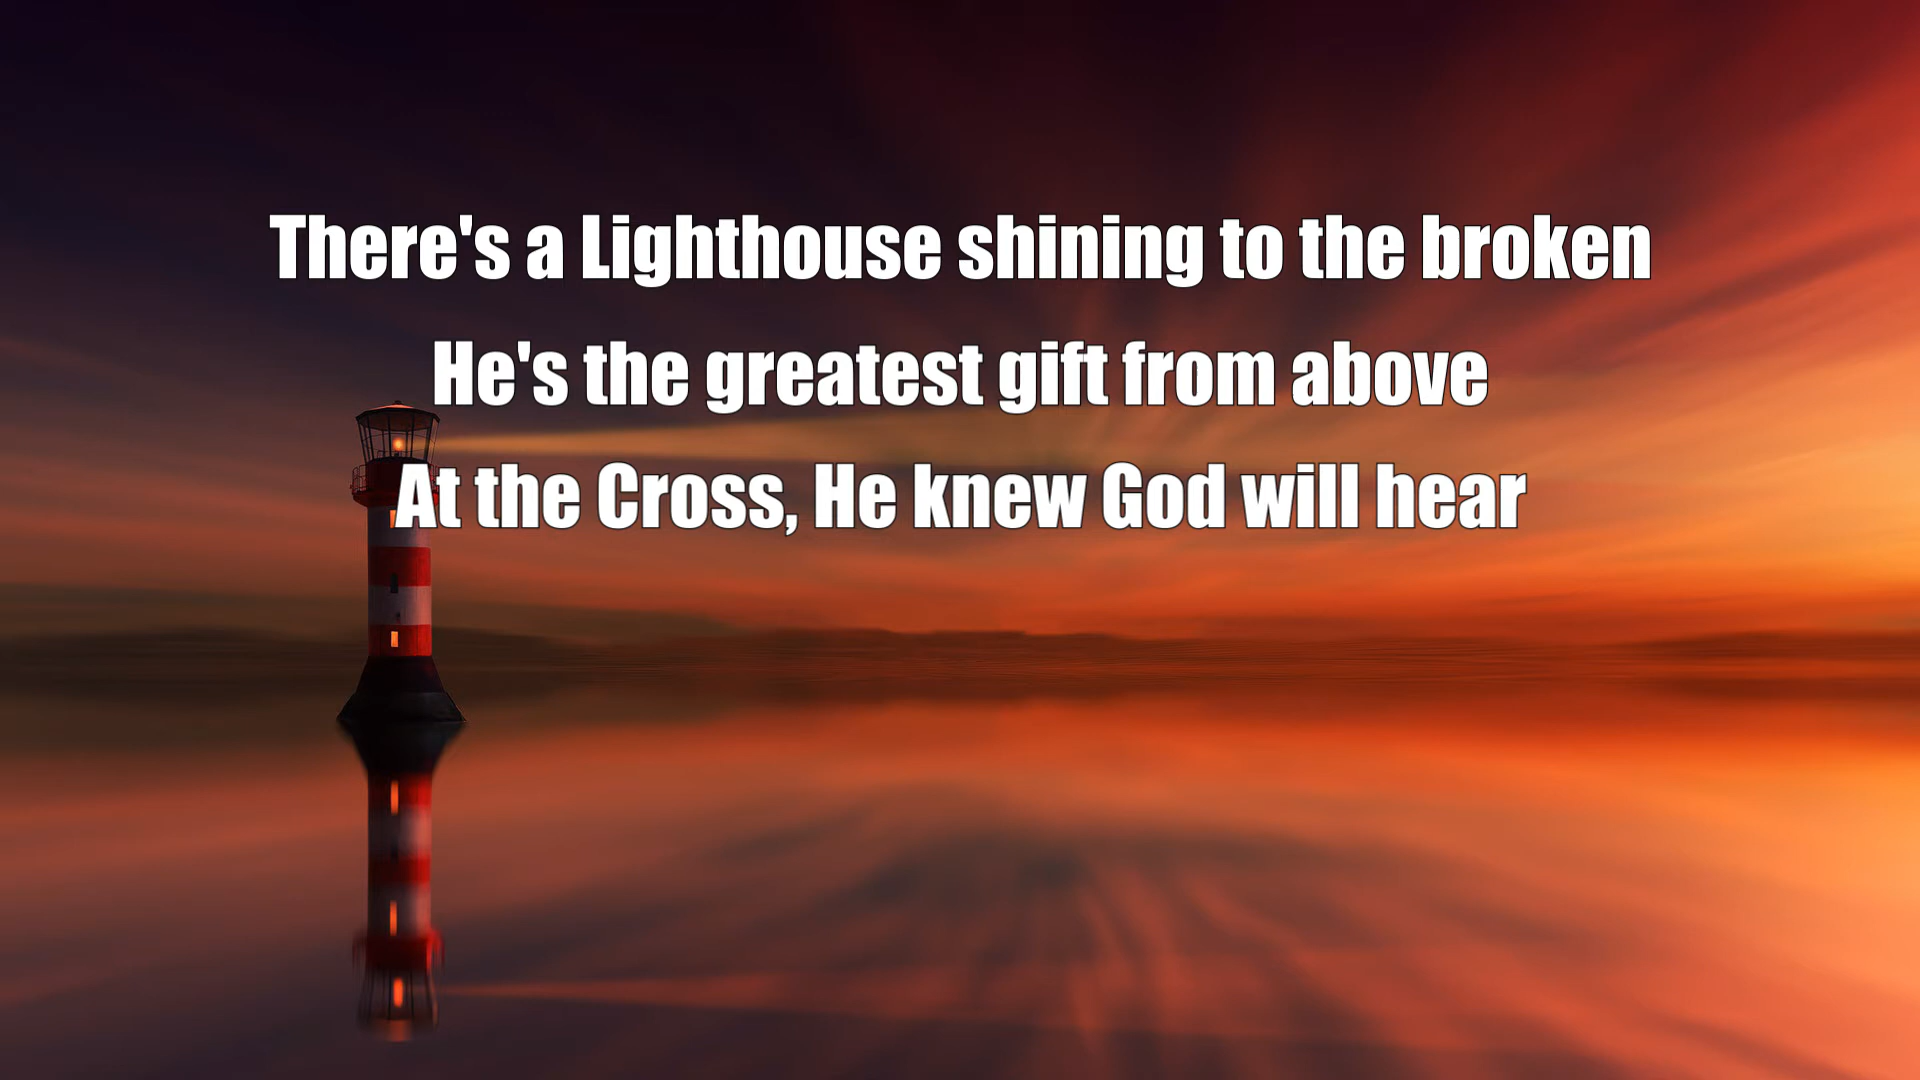 There's a Lighthouse shining to the broken
He's the greatest gift from above
At the Cross, He knew God will hear